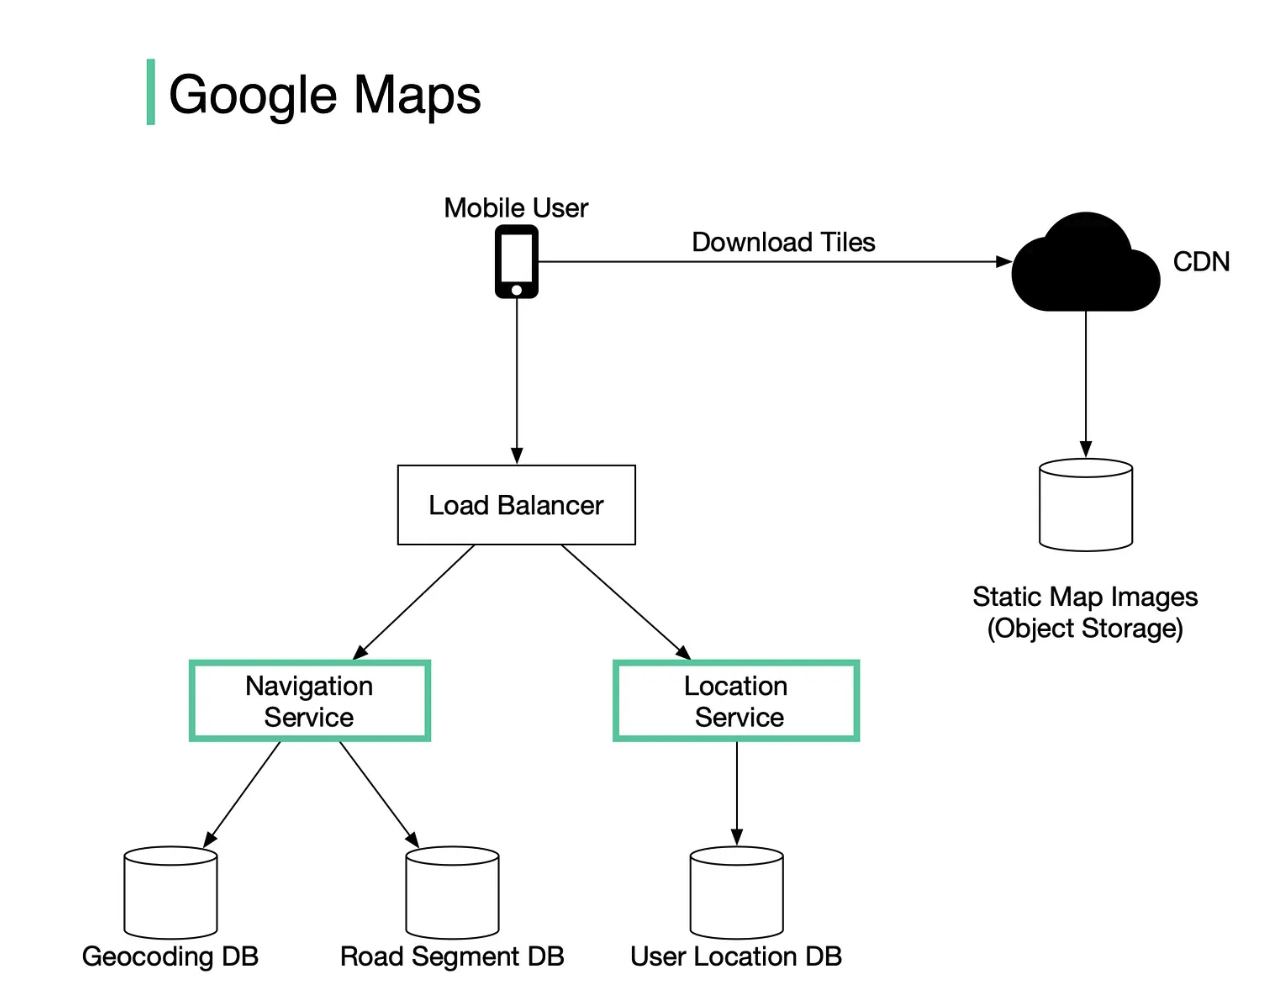 Google Maps
Mobile User
Download Tiles
CDN
Load Balancer
Static Map Images
(Object Storage)
Navigation
Service
Location
Service
Geocoding DB
Road Segment DB
User Location DB